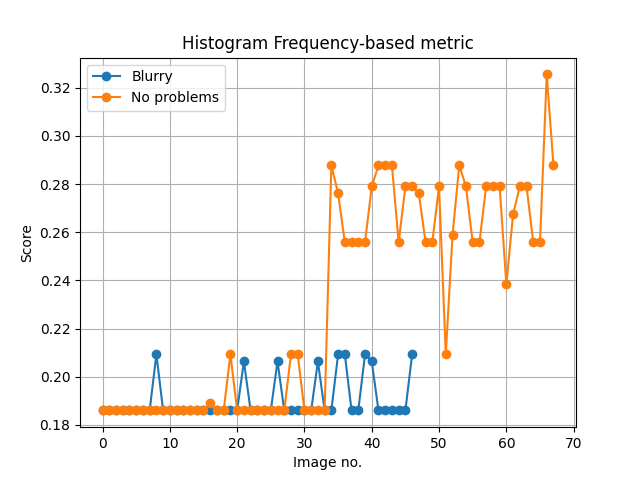 Histogram Frequency-based metric
Blurry
No problems
Score
0.32
0.30
0.28
0.26
0.24
0.22
0.20
0.18
0 10 20 30 40 50 60 70
Image no.